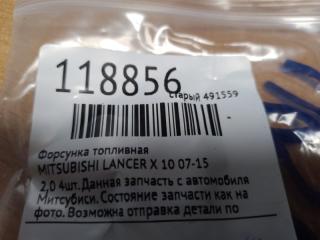 118856
старый 491559
Форсунка топливная
MITSUBISHI LANCER X 10 07-15
2,0 4шт. Данная запчасть с автомобиля
Митсубиси. Состояние запчасти как на
фото. Возможна отправка детали по